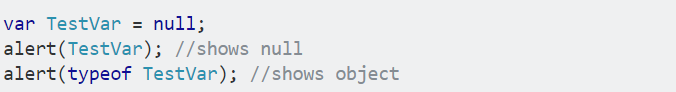 var TestVar = null;
alert(TestVar); //shows null
alert(typeof TestVar); //shows object